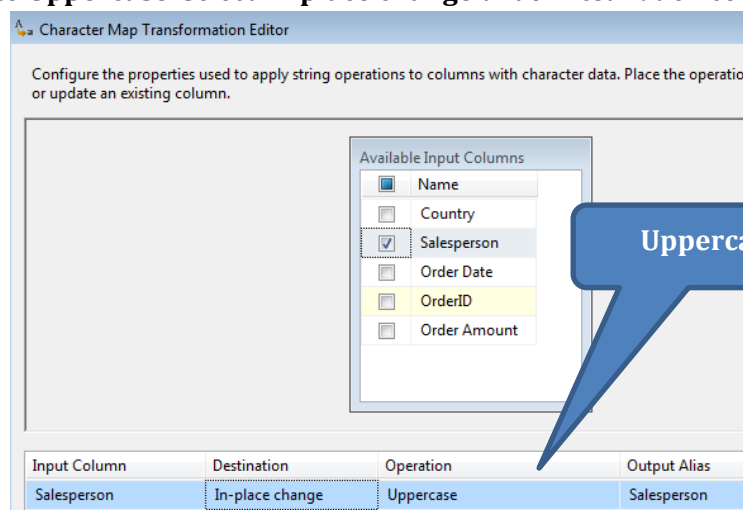 Character Map Transformation Editor
Configure the properties used to apply string operations to columns with character data. Place the
or update an existing column.
Available Input Columns
Name
Country
Salesperson
Order Date
OrderID
Order Amount
Input Column Destination Operation Output Alias
Salesperson In-place change Uppercase Salesperson